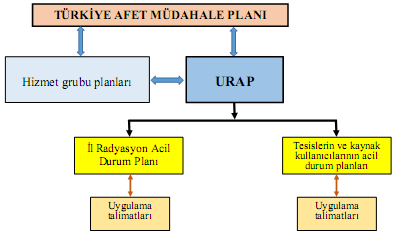 TÜRKİYE AFET MÜDAHALE PLANI
Hizmet grubu planları
URAP
İl Radyasyon Acil
Durum Planı
Tesislerin ve kaynak
kullanıcılarının acil
durum planları
Uygulama
talimatları
Uygulama
talimatları